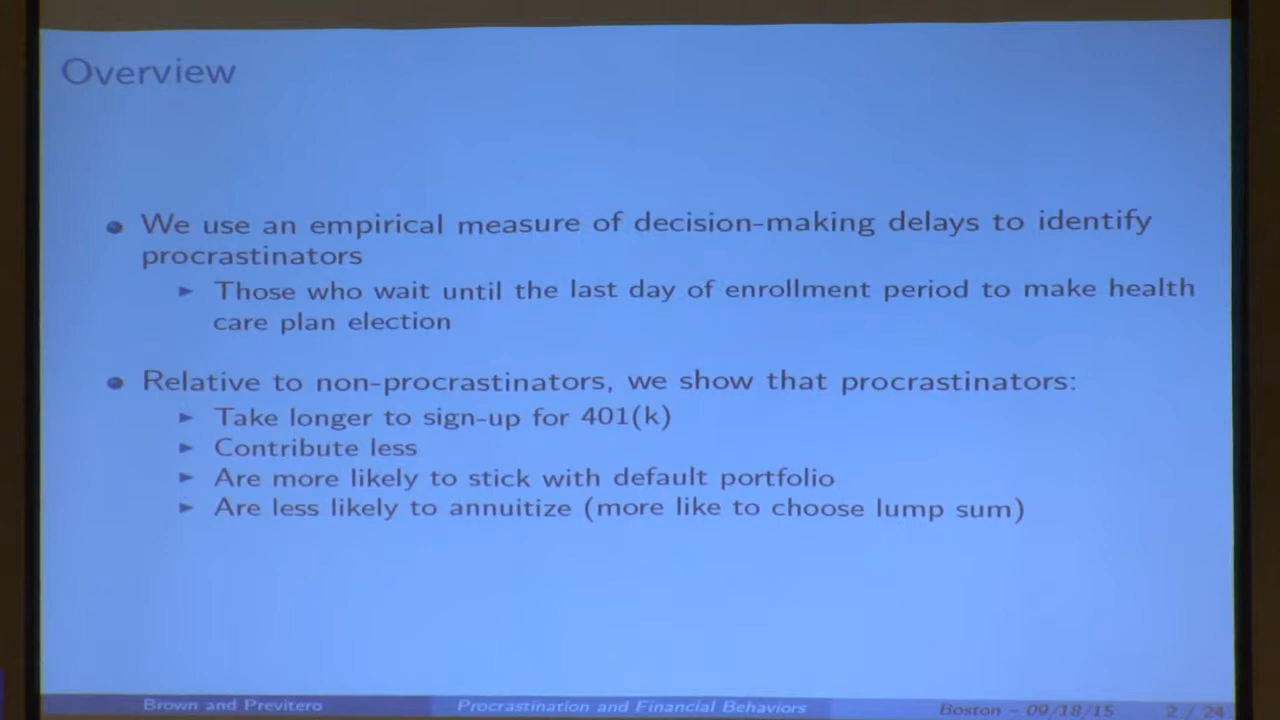 Overview
We use an empirical measure of decision-making delays to identify
procrastinators
Those who wait until the last day of enrollment period to make health
care plan election
Relative to non-procrastinators, we show that procrastinators:
Take longer to sign-up for 401(k)
Contribute less
Are more likely to stick with default portfolio
Are less likely to annuitize (more like to choose lump sum)
Brown and Previtero Procrastination and Financial Behaviors Boston – 09/18/15 2 / 24